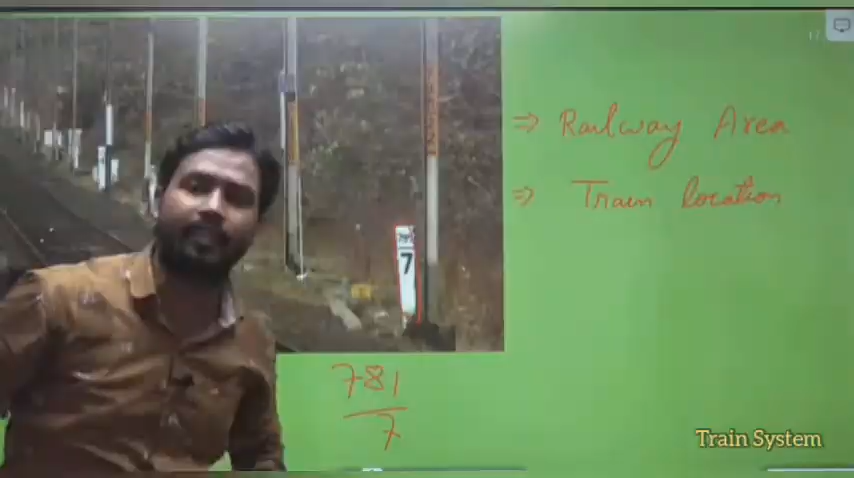 ⇒ Railway Area
⇒ Train location
7
781
7
Train System